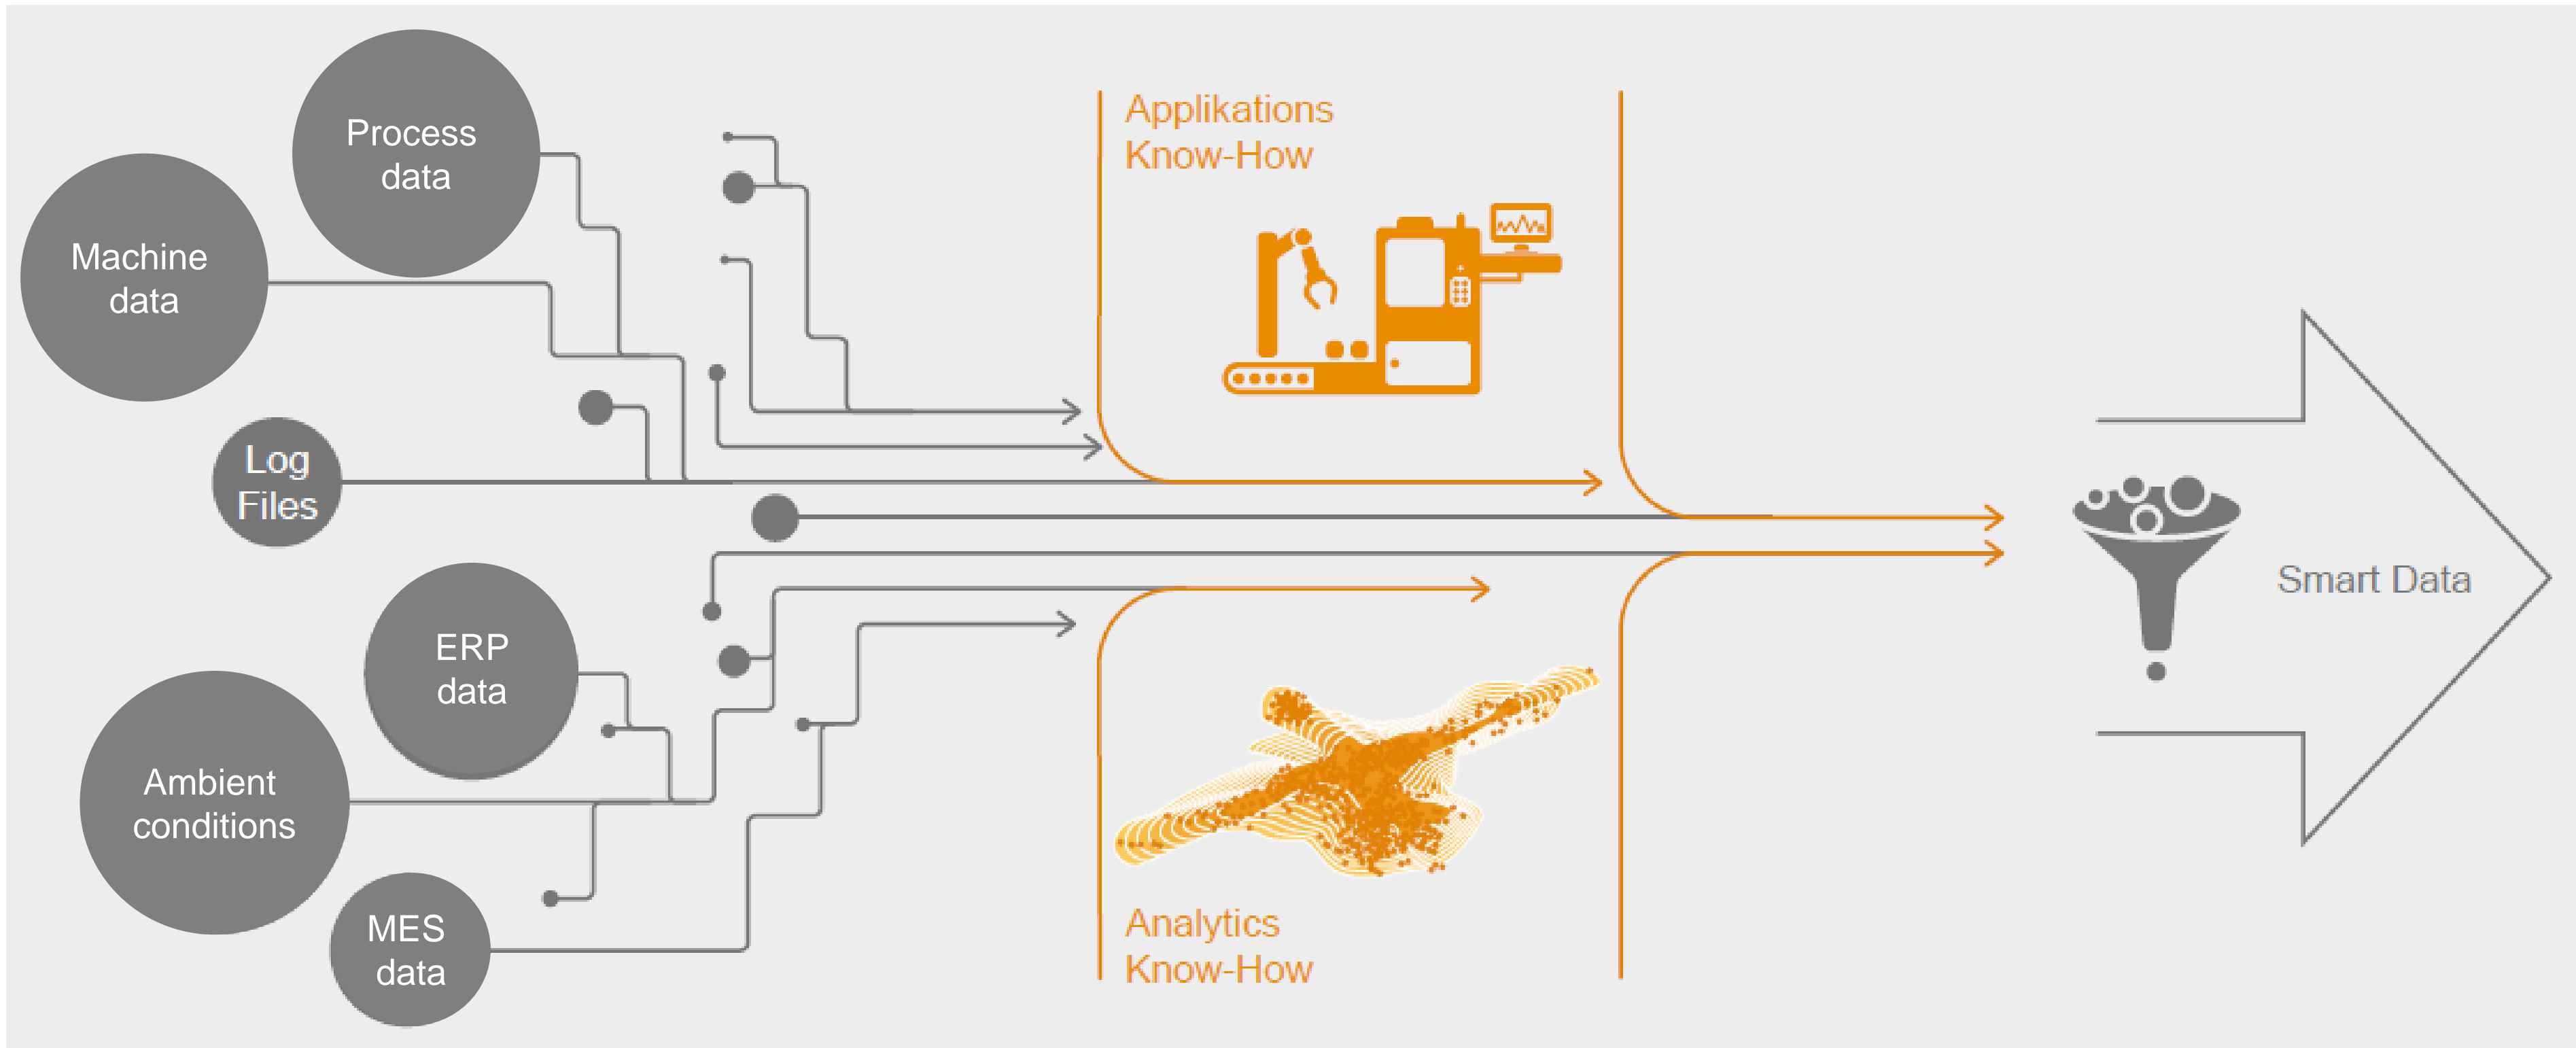 Process
data
Machine
data
Log
Files
ERP
data
Ambient
conditions
MES
data
Applikations
Know-How
Analytics
Know-How
Smart Data